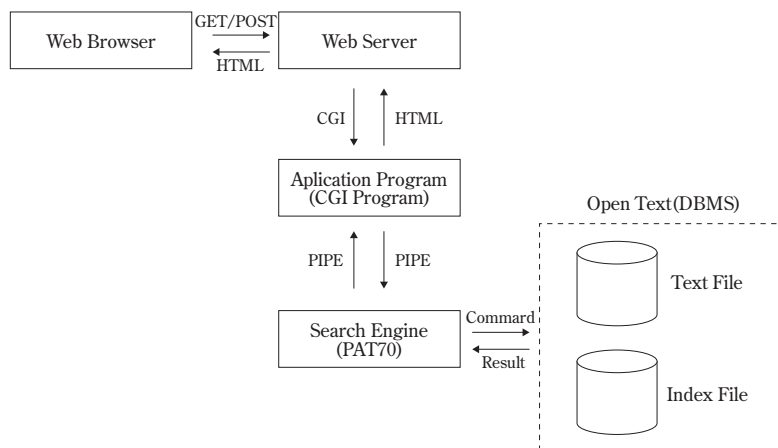 GET/POST
Web Browser
Web Server
HTML
CGI
HTML
Aplication Program
(CGI Program)
Open Text(DBMS)
PIPE
PIPE
Text File
Commard
Search Engine
(PAT70)
Result
Index File